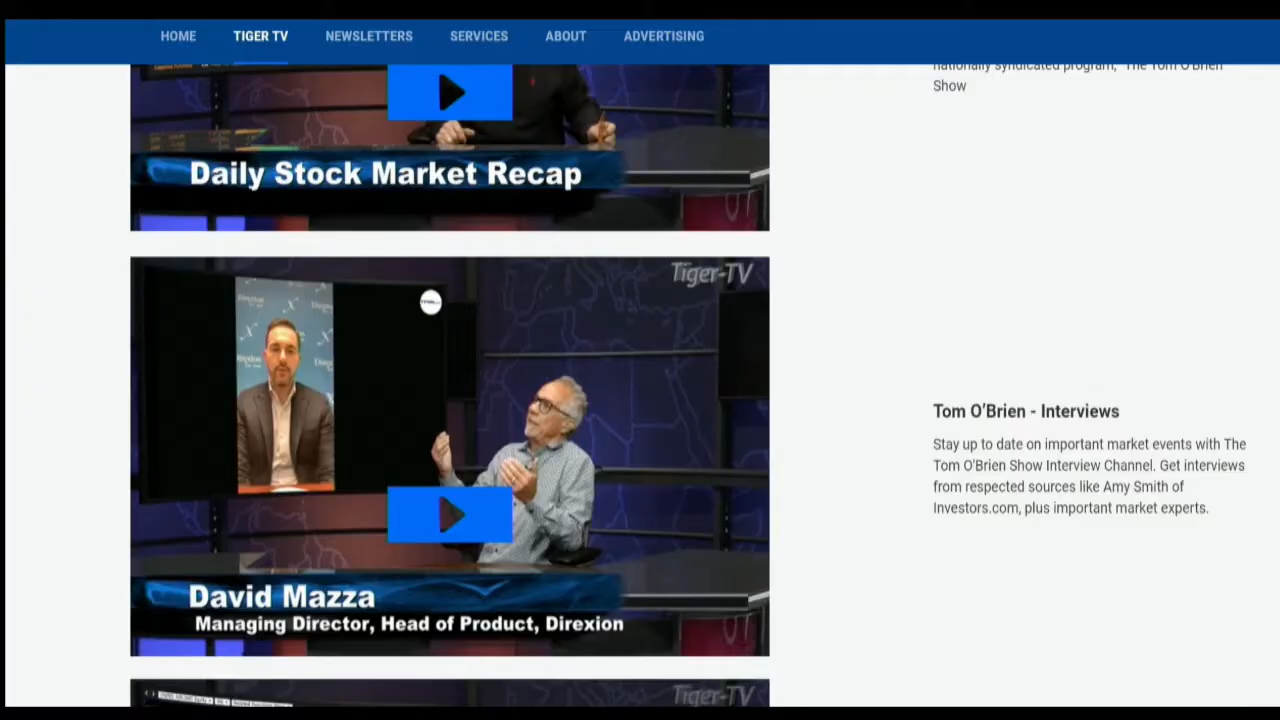 HOME TIGER TV NEWSLETTERS SERVICES ABOUT ADVERTISING
nationally syndicated program, "The Tom O'Brien
Show
Daily Stock Market Recap
Tiger-TV
David Mazza
Managing Director, Head of Product, Direxion
Tom O’Brien - Interviews
Stay up to date on important market events with The
Tom O'Brien Show Interview Channel. Get interviews
from respected sources like Amy Smith of
Investors.com, plus important market experts.
Tiger-TV